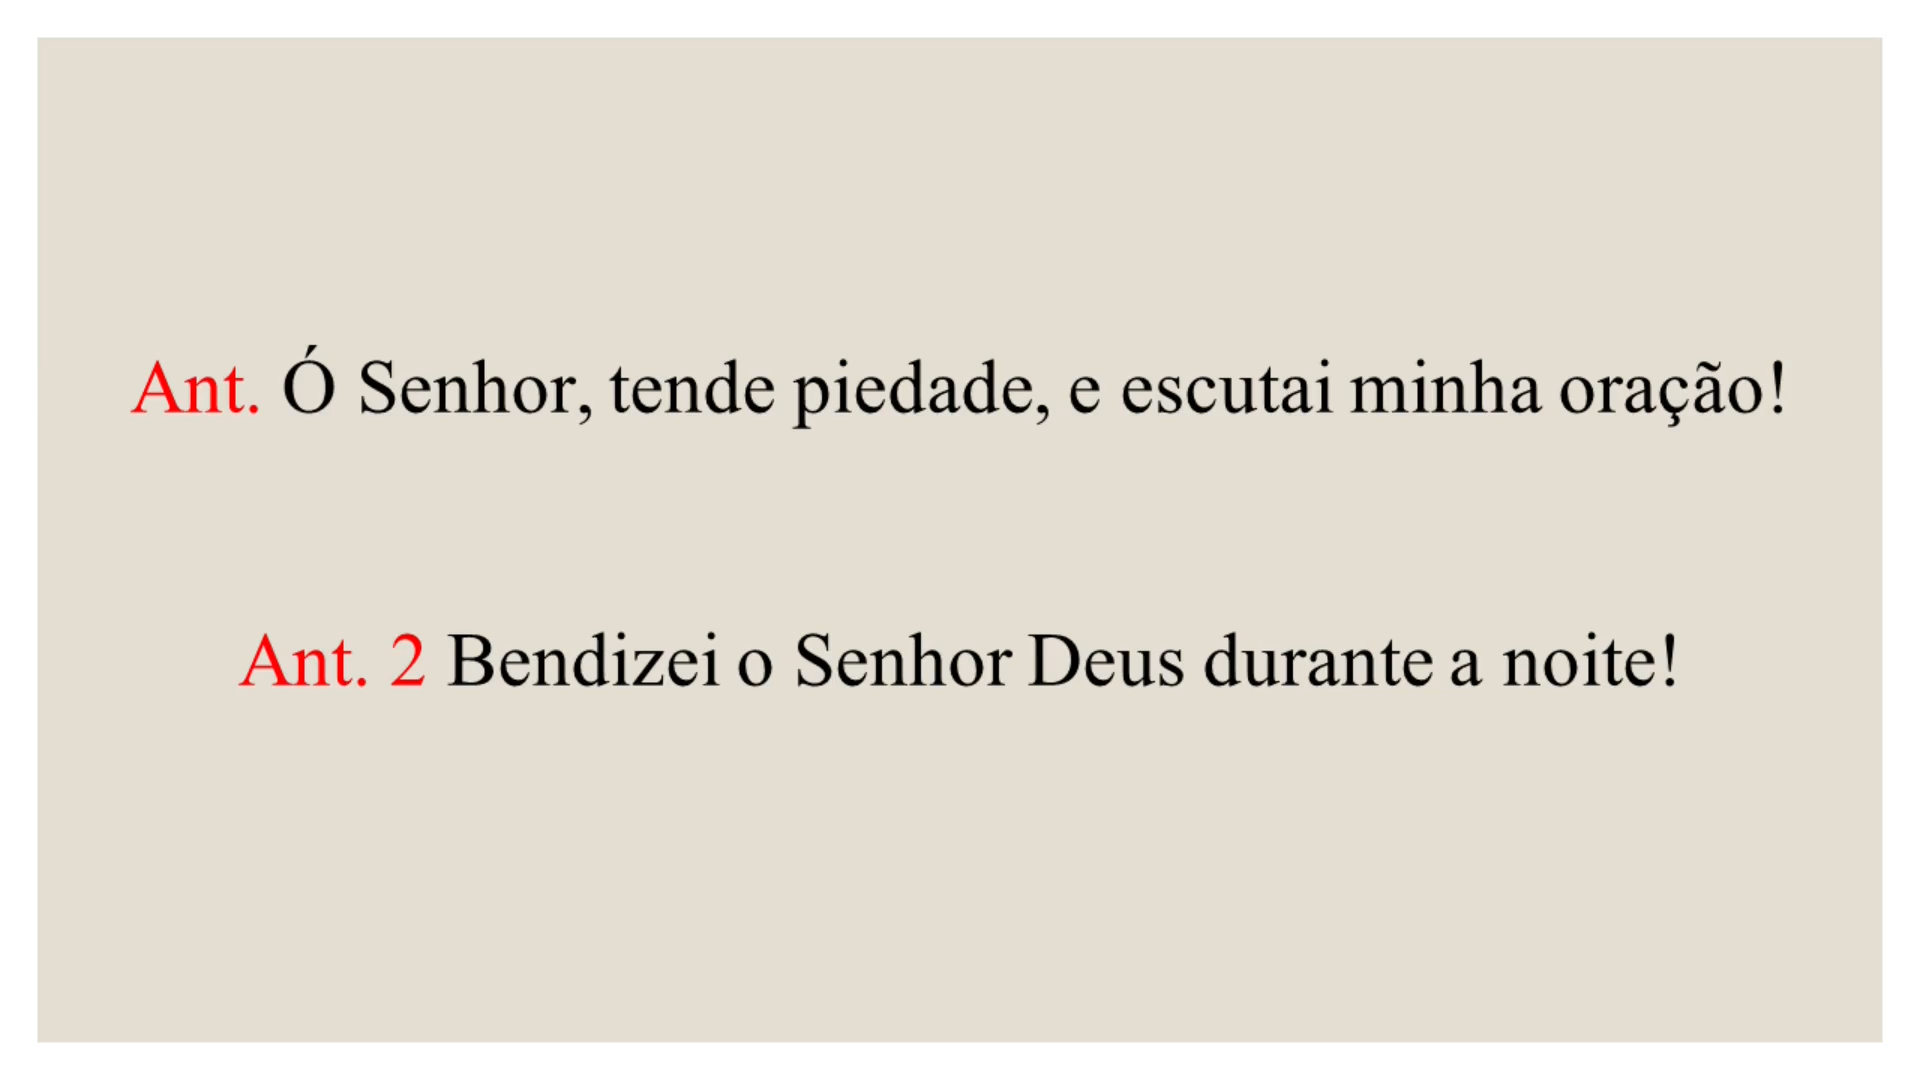 Ant. Ó Senhor, tende piedade, e escutai minha oração!
Ant. 2 Bendizei o Senhor Deus durante a noite!